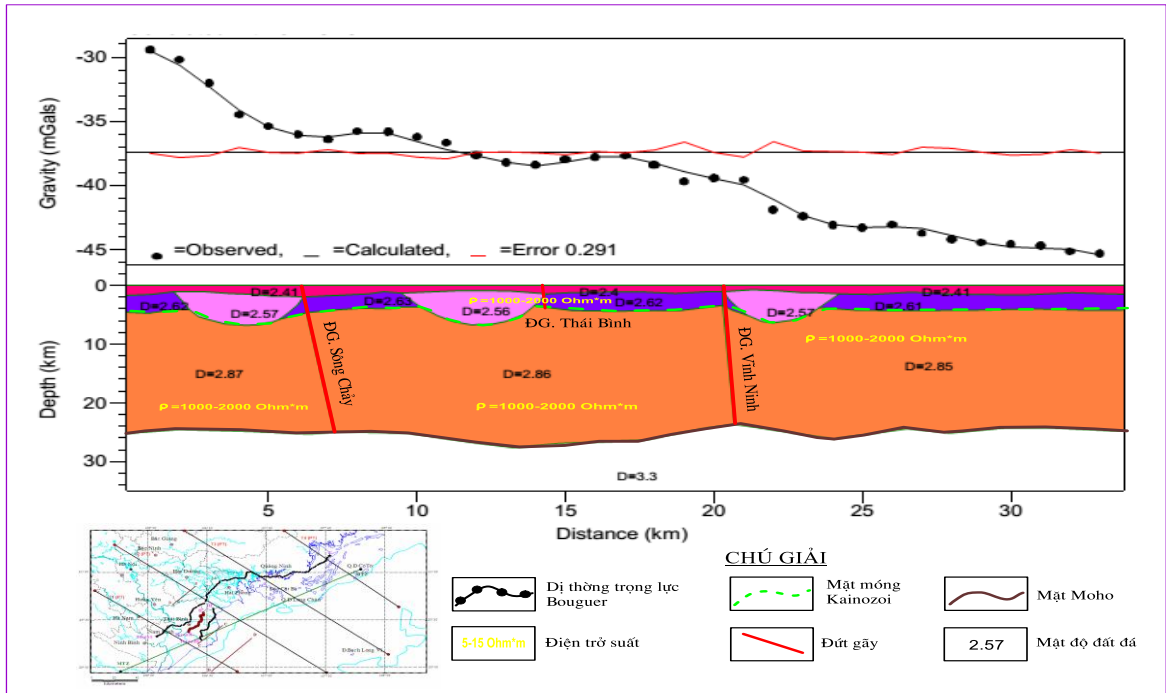 -30
-35
-40
-45
Gravity (mGals)
=Observed, =Calculated, =Error 0.291
0
10
20
30
Depth (km)
D=2.62
D=2.41
D=2.57
D=2.63
D=2.56
ρ =1000-2000 Ohm*m
D=2.4
D=2.62
D=2.57
D=2.41
D=2.61
ĐG. Thái Bình
ĐG. Sông Chảy
ĐG. Vĩnh Ninh
ρ =1000-2000 Ohm*m
D=2.87
D=2.86
D=2.85
ρ =1000-2000 Ohm*m
ρ =1000-2000 Ohm*m
D=3.3
5
10
15
20
25
30
Distance (km)
CHÚ GIẢI
Dị thờng trọng lực
Bouguer
Mặt móng
Kainozoi
Mặt Moho
5-15 Ohm*m
Điện trở suất
Đứt gãy
2.57
Mật độ đất đá
Quảng Ninh